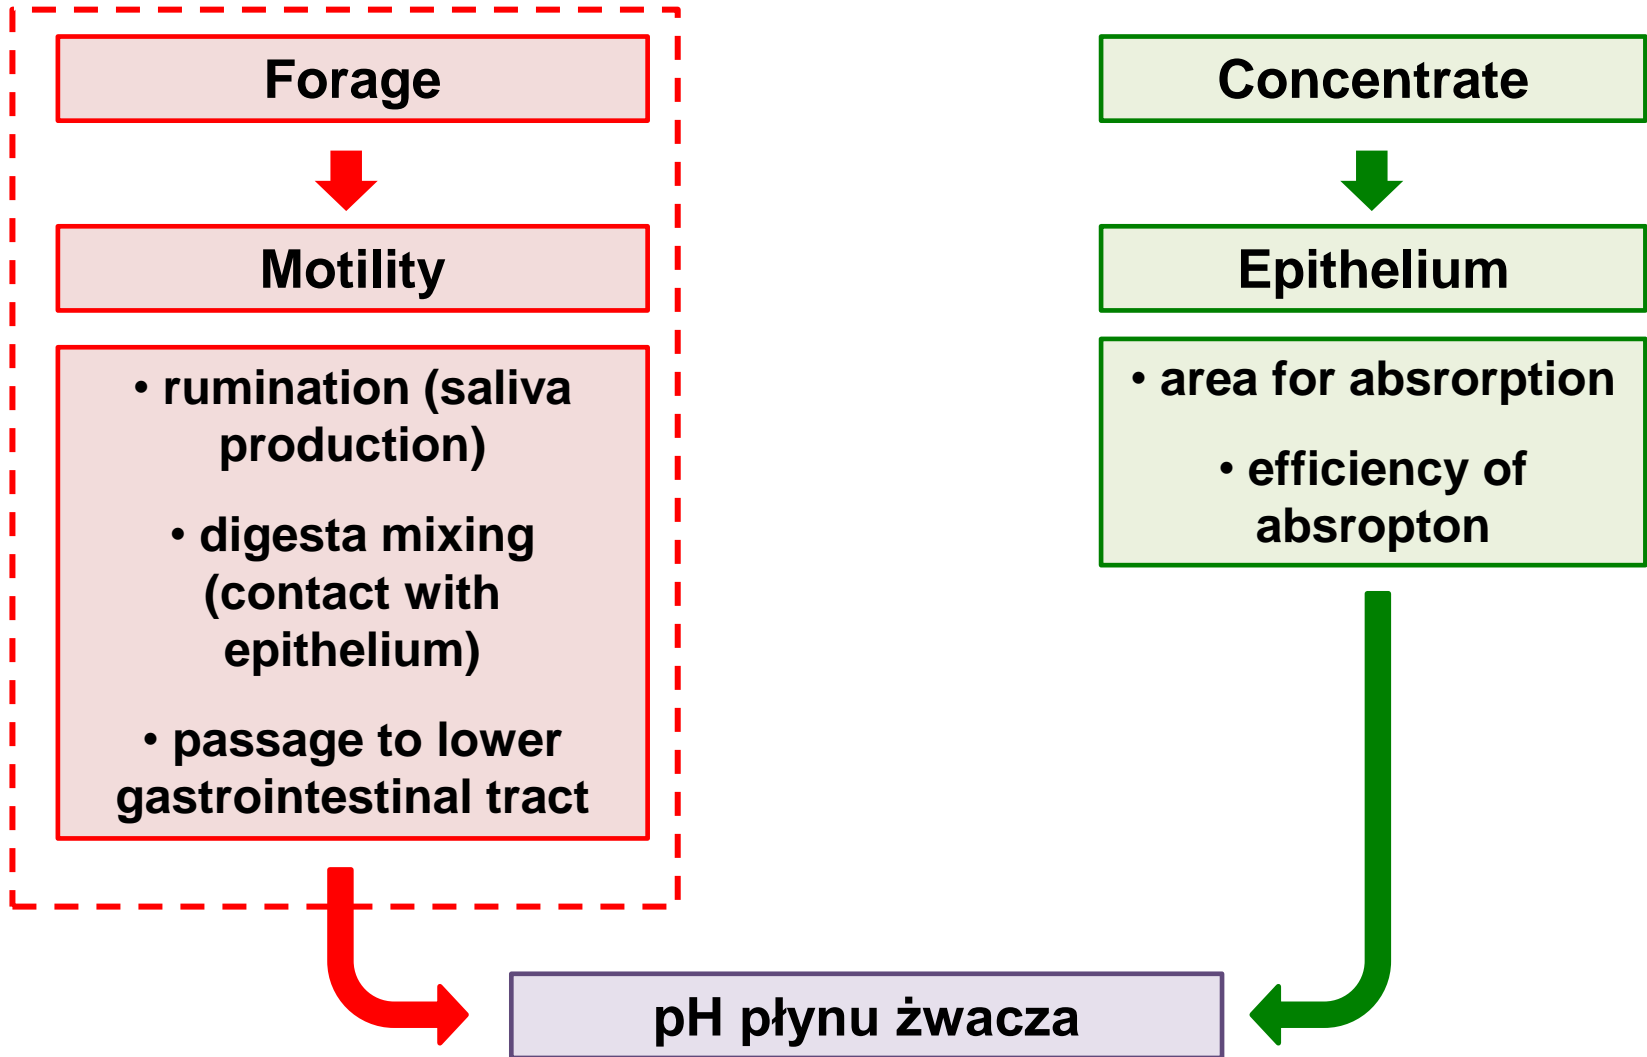 Forage
Motility
• rumination (saliva
production)
• digesta mixing
(contact with
epithelium)
• passage to lower
gastrointestinal tract
Concentrate
Epithelium
• area for absrorption
• efficiency of
absropton
pH płynu żwacza